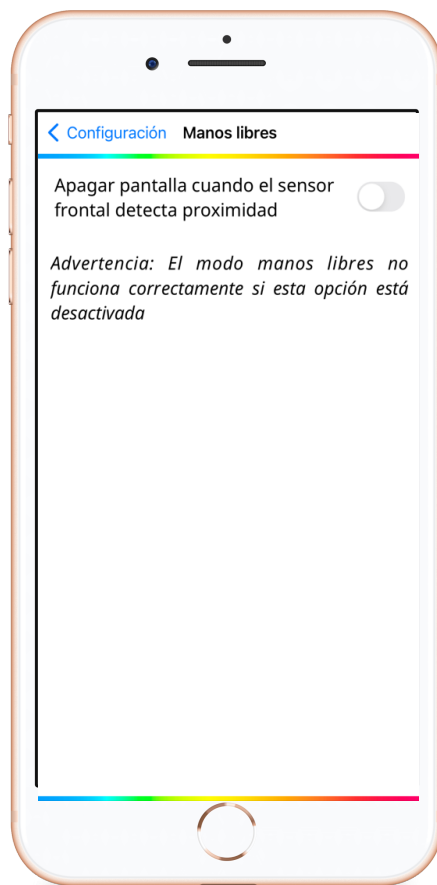 Configuración Manos libres
Apagar pantalla cuando el sensor
frontal detecta proximidad
Advertencia: El modo manos libres no
funciona correctamente si esta opción está
desactivada